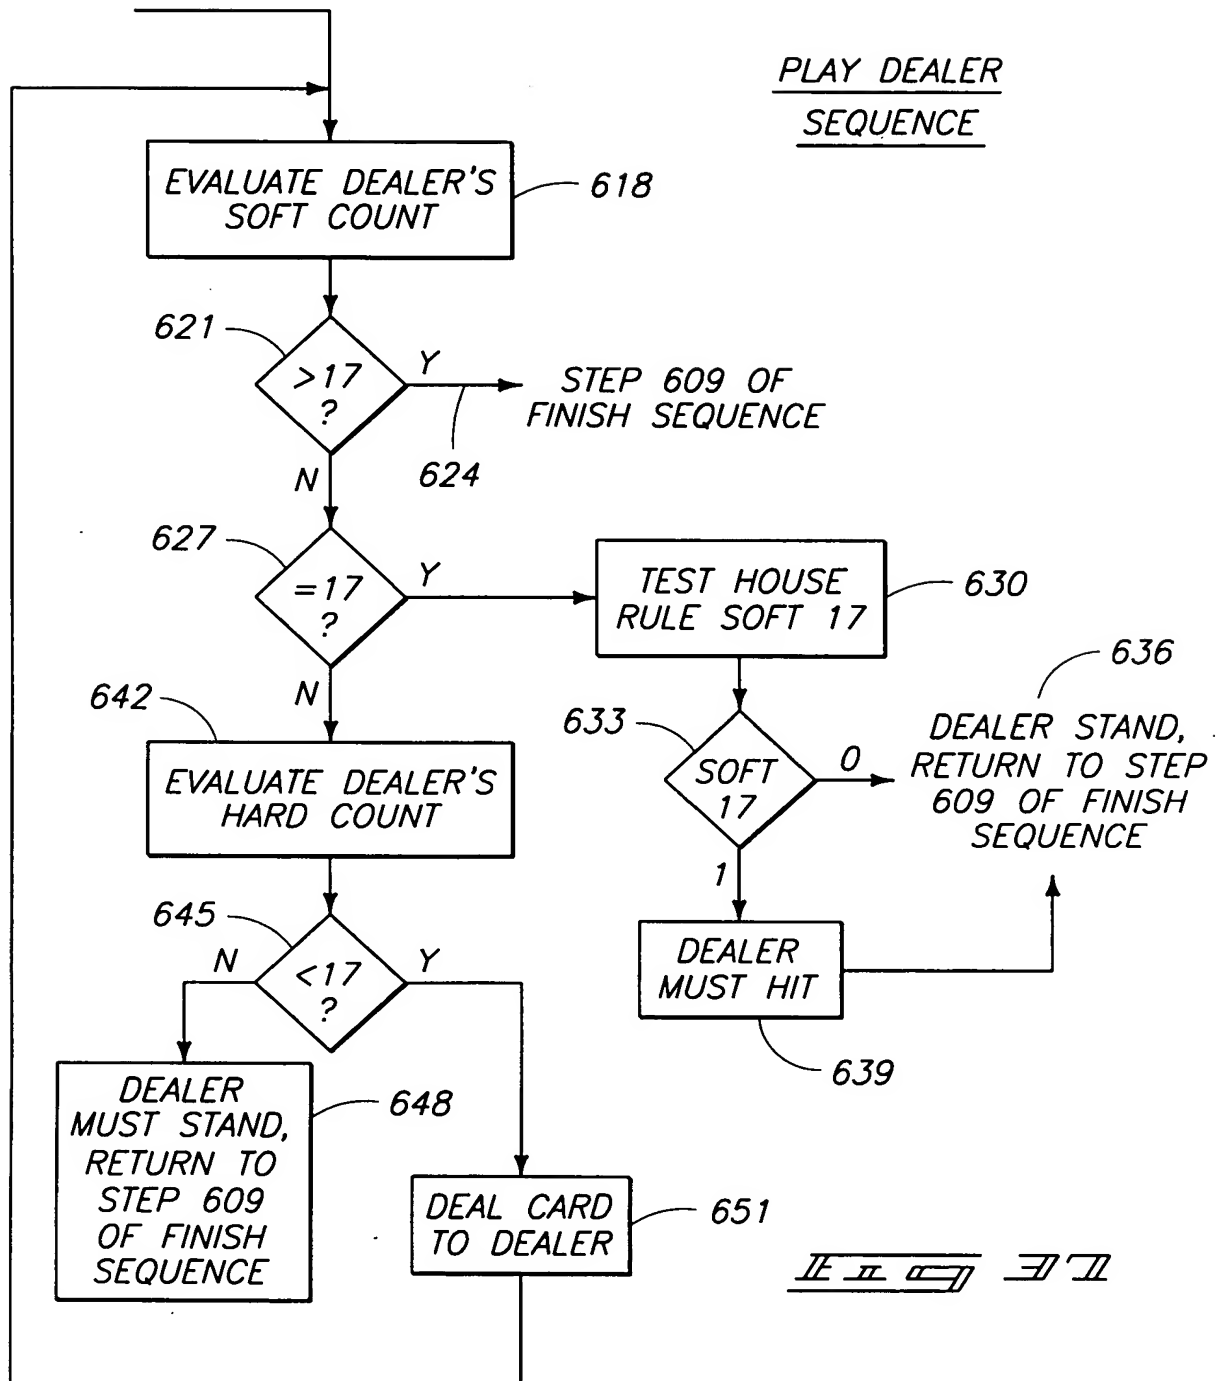 PLAY DEALER
SEQUENCE
EVALUATE DEALER'S
SOFT COUNT
618
621
>17
?
Y
STEP 609 OF
FINISH SEQUENCE
624
N
627
=17
?
Y
TEST HOUSE
RULE SOFT 17
630
N
636
642
633
SOFT
17
0
DEALER STAND,
RETURN TO STEP
609 OF FINISH
SEQUENCE
EVALUATE DEALER'S
HARD COUNT
1
645
<17
?
N
Y
DEALER
MUST HIT
639
DEALER
MUST STAND,
RETURN TO
STEP 609
OF FINISH
SEQUENCE
648
DEAL CARD
TO DEALER
651
FIG 37